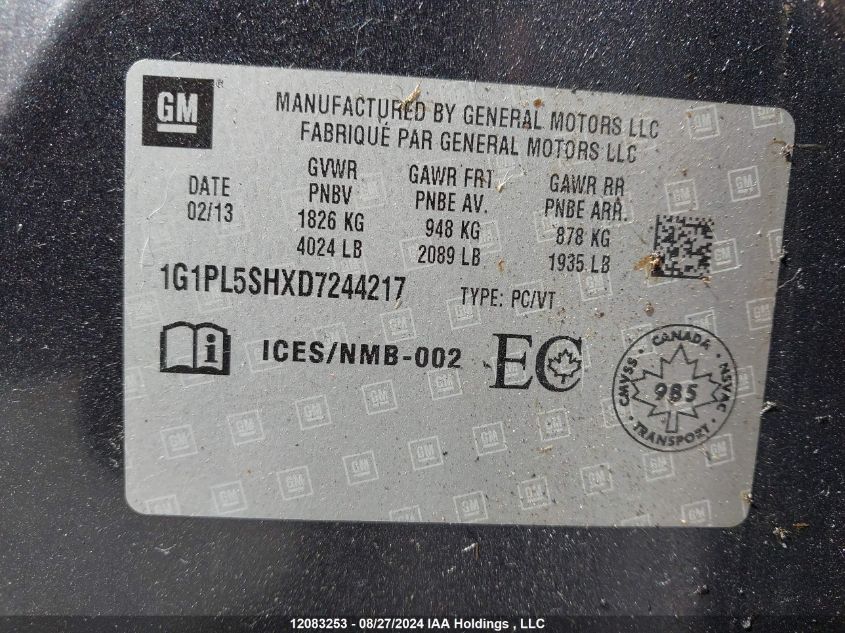 GM®
MANUFACTURED BY GENERAL MOTORS LLC
FABRIQUÉ PAR GENERAL MOTORS LLC
DATE
02/13
GVWR
PNBV
1826 KG
4024 LB
GAWR FRT
PNBE AV.
948 KG
2089 LB
GAWR RR
PNBE ARR.
878 KG
1935 LB
1G1PL5SHXD7244217
TYPE: PC/VT
i
ICES/NMB-002
EC
CANADA
CMVSS
NSVAC
985
TRANSPORT
12083253 - 08/27/2024 IAA Holdings , LLC